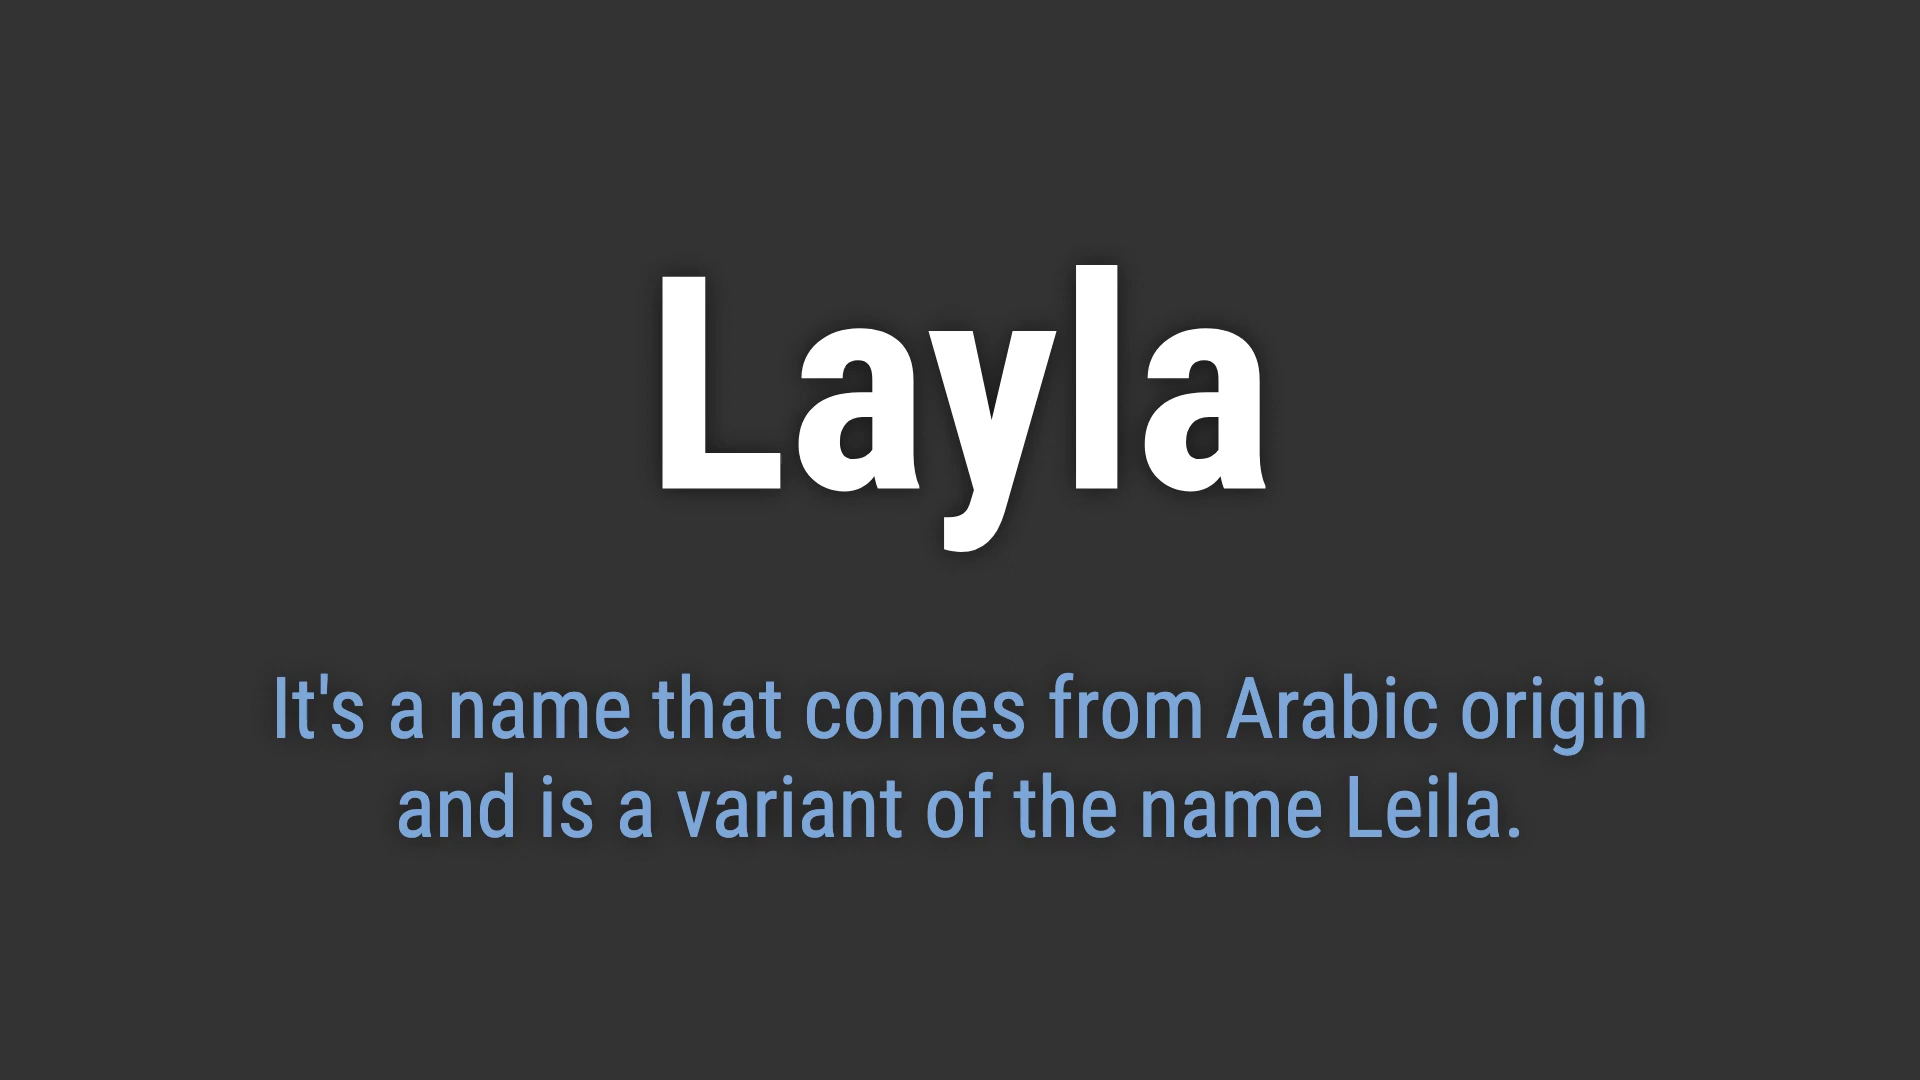 Layla
It's a name that comes from Arabic origin
and is a variant of the name Leila.